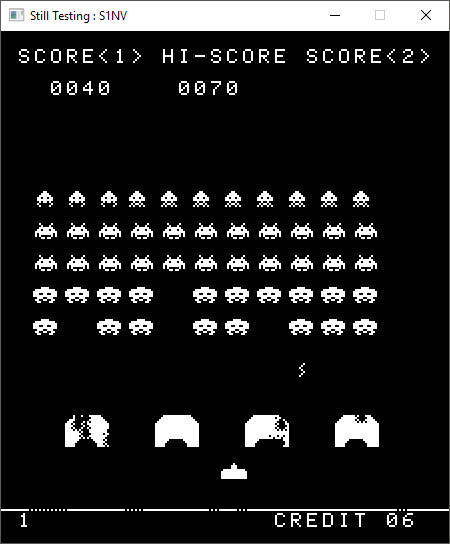 Still Testing : S1NV
SCORE<1> HI-SCORE SCORE<2>
0040 0070
1 CREDIT 06